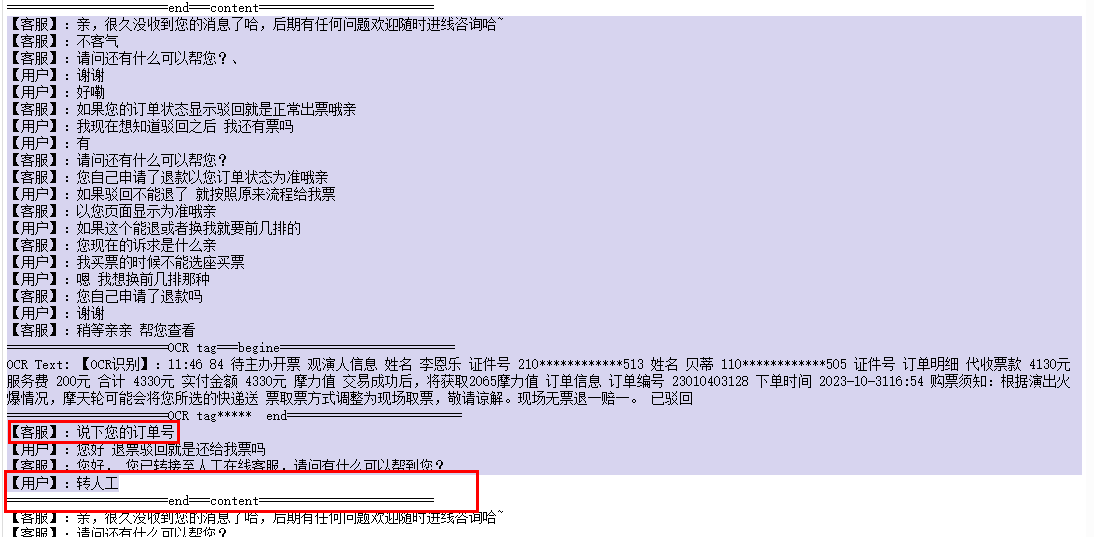 ══════════════════end═══content═══════════════════
【客服】: 亲，很久没收到您的消息了哈，后期有任何问题欢迎随时进线咨询哈~
【客服】: 不客气
【客服】: 请问还有什么可以帮您？、
【用户】: 谢谢
【用户】: 好嘞
【客服】: 如果您的订单状态显示驳回就是正常出票哦亲
【用户】: 我现在想知道驳回之后 我还有票吗
【用户】: 有
【客服】: 请问还有什么可以帮您？
【客服】: 您自己申请了退款以您订单状态为准哦亲
【用户】: 如果驳回不能退了 就按照原来流程给我票
【客服】: 以您页面显示为准哦亲
【用户】: 如果这个能退或者换我就要前几排的
【客服】: 您现在的诉求是什么亲
【用户】: 我买票的时候不能选座买票
【用户】: 嗯 我想换前几排那种
【客服】: 您自己申请了退款吗
【用户】: 谢谢
【客服】: 稍等亲亲 帮您查看
══════════════════OCR tag═══begine═══════════════════
OCR Text: 【OCR识别】: 11:46 84 待主办开票 观演人信息 姓名 李恩乐 证件号 210************513 姓名 贝蒂 110************505 证件号 订单明细 代收票款 4130元
服务费 200元 合计 4330元 实付金额 4330元 摩力值 交易成功后，将获取2065摩力值 订单信息 订单编号 23010403128 下单时间 2023-10-3116:54 购票须知: 根据演出火
爆情况，摩天轮可能会将您所选的快递送 票取票方式调整为现场取票，敬请谅解。现场无票退一赔一。 已驳回
══════════════════OCR tag*****  end═══════════════════
【客服】: 说下您的订单号
【用户】: 您好 退票驳回就是还给我票吗
【客服】: 您好， 您已转接至人工在线客服，请问有什么可以帮到您？
【用户】: 转人工
══════════════════end═══content═══════════════════
【客服】: 亲，很久没收到您的消息了哈，后期有任何问题欢迎随时进线咨询哈~
【客服】: 请问还有什么可以帮您？